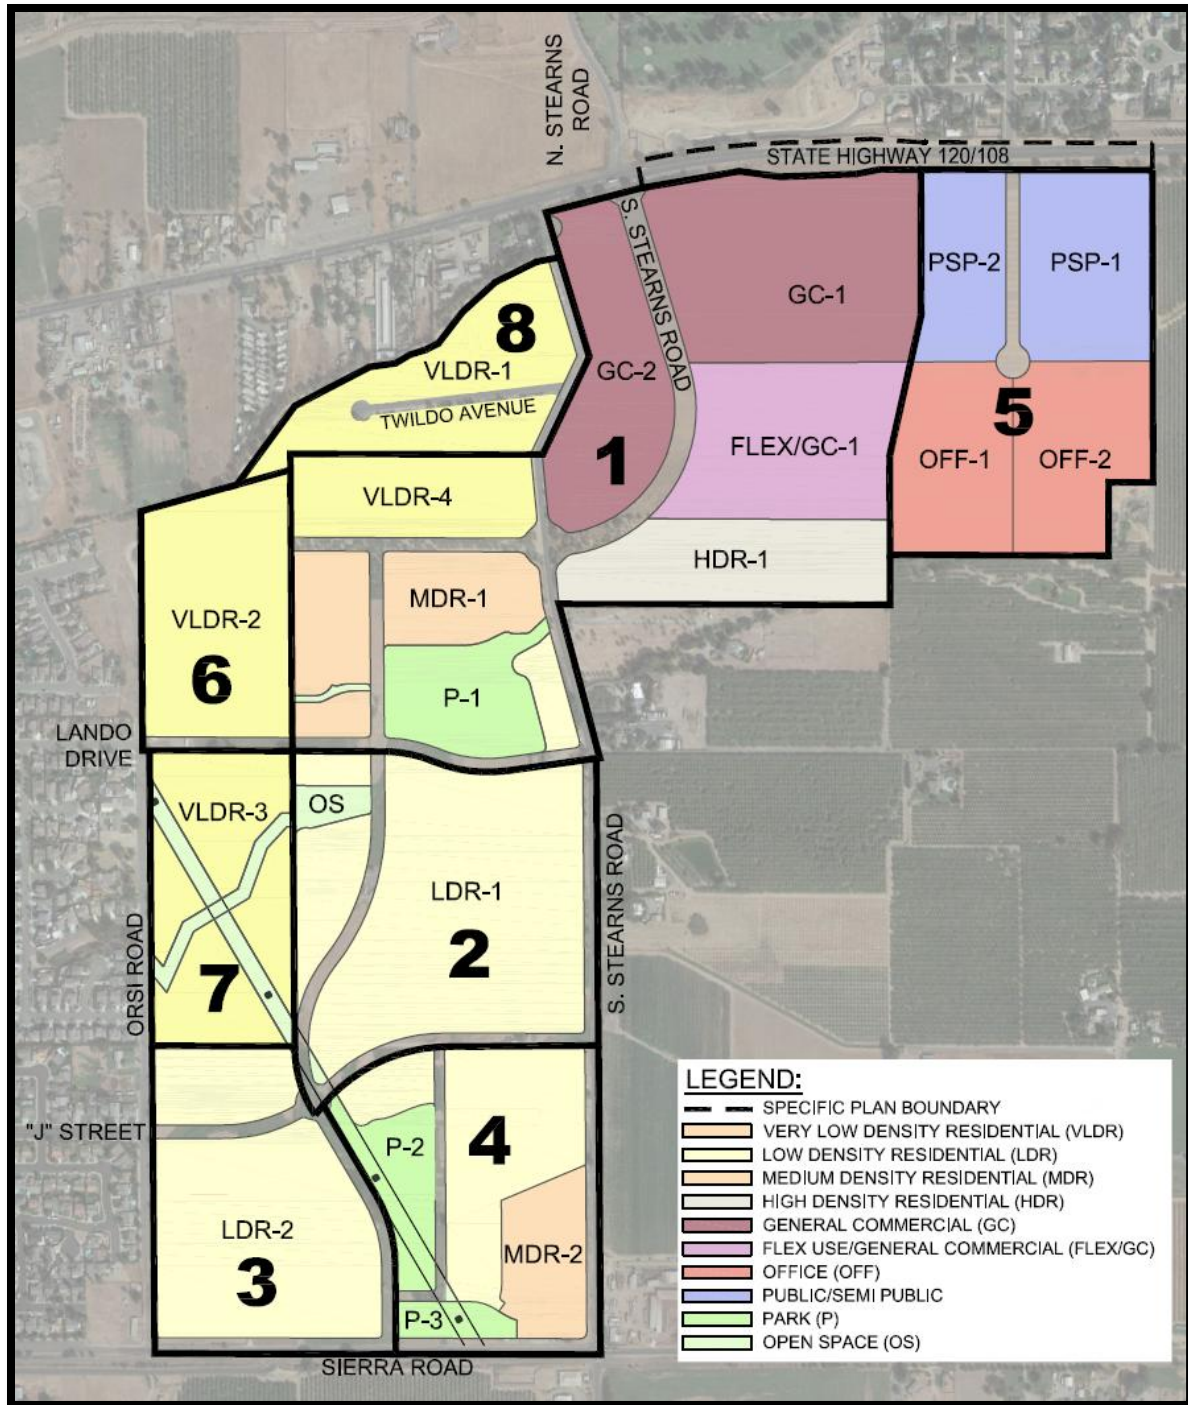 N. STEARNS
ROAD
STATE HIGHWAY 120/108
S. STEARNS ROAD
PSP-2
PSP-1
GC-1
8
VLDR-1
TWILDO AVENUE
GC-2
1
5
FLEX/GC-1
OFF-1
OFF-2
VLDR-4
HDR-1
MDR-1
VLDR-2
6
P-1
LANDO
DRIVE
VLDR-3
OS
LDR-1
2
S. STEARNS ROAD
ORSI ROAD
7
"J" STREET
P-2
4
LDR-2
3
MDR-2
P-3
SIERRA ROAD
LEGEND:
SPECIFIC PLAN BOUNDARY
VERY LOW DENSITY RESIDENTIAL (VLDR)
LOW DENSITY RESIDENTIAL (LDR)
MEDIUM DENSITY RESIDENTIAL (MDR)
HIGH DENSITY RESIDENTIAL (HDR)
GENERAL COMMERCIAL (GC)
FLEX USE/GENERAL COMMERCIAL (FLEX/GC)
OFFICE (OFF)
PUBLIC/SEMI PUBLIC
PARK (P)
OPEN SPACE (OS)